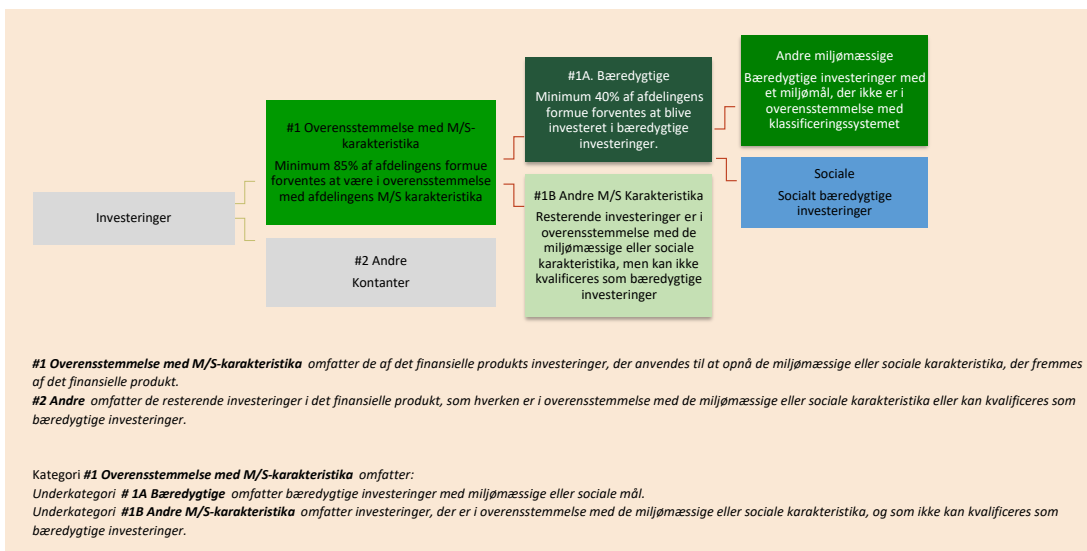 Investeringer
#1 Overensstemmelse med M/S-
karakteristika
Minimum 85% af afdelingens formue
forventes at være i overensstemmelse
med afdelingens M/S karakteristika
#2 Andre
Kontanter
#1A. Bæredygtige
Minimum 40% af afdelingens
formue forventes at blive
investeret i bæredygtige
investeringer.
#1B Andre M/S Karakteristika
Resterende investeringer er i
overensstemmelse med de
miljømæssige eller sociale
karakteristika, men kan ikke
kvalificeres som bæredygtige
investeringer
Andre miljømæssige
Bæredygtige investeringer med
et miljømål, der ikke er i
overensstemmelse med
klassificeringssystemet
Sociale
Socialt bæredygtige
investeringer
#1 Overensstemmelse med M/S-karakteristika omfatter de af det finansielle produkts investeringer, der anvendes til at opnå de miljømæssige eller sociale karakteristika, der fremmes
af det finansielle produkt.
#2 Andre omfatter de resterende investeringer i det finansielle produkt, som hverken er i overensstemmelse med de miljømæssige eller sociale karakteristika eller kan kvalificeres som
bæredygtige investeringer.
Kategori #1 Overensstemmelse med M/S-karakteristika omfatter:
Underkategori # 1A Bæredygtige omfatter bæredygtige investeringer med miljømæssige eller sociale mål.
Underkategori #1B Andre M/S-karakteristika omfatter investeringer, der er i overensstemmelse med de miljømæssige eller sociale karakteristika, og som ikke kan kvalificeres som
bæredygtige investeringer.